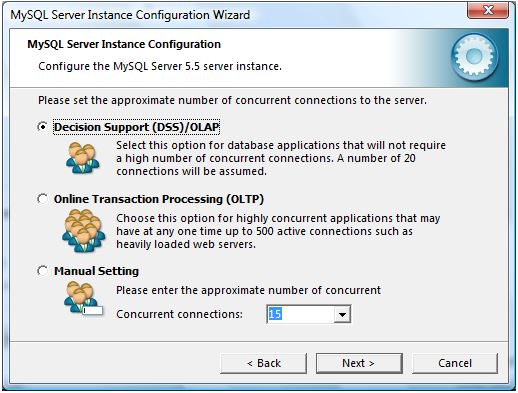 MySQL Server Instance Configuration Wizard
MySQL Server Instance Configuration
Configure the MySQL Server 5.5 server instance.
Please set the approximate number of concurrent connections to the server.
Decision Support (DSS)/OLAP
Select this option for database applications that will not require
a high number of concurrent connections. A number of 20
connections will be assumed.
Online Transaction Processing (OLTP)
Choose this option for highly concurrent applications that may
have at any one time up to 500 active connections such as
heavily loaded web servers.
Manual Setting
Please enter the approximate number of concurrent
Concurrent connections: 15
< Back Next > Cancel